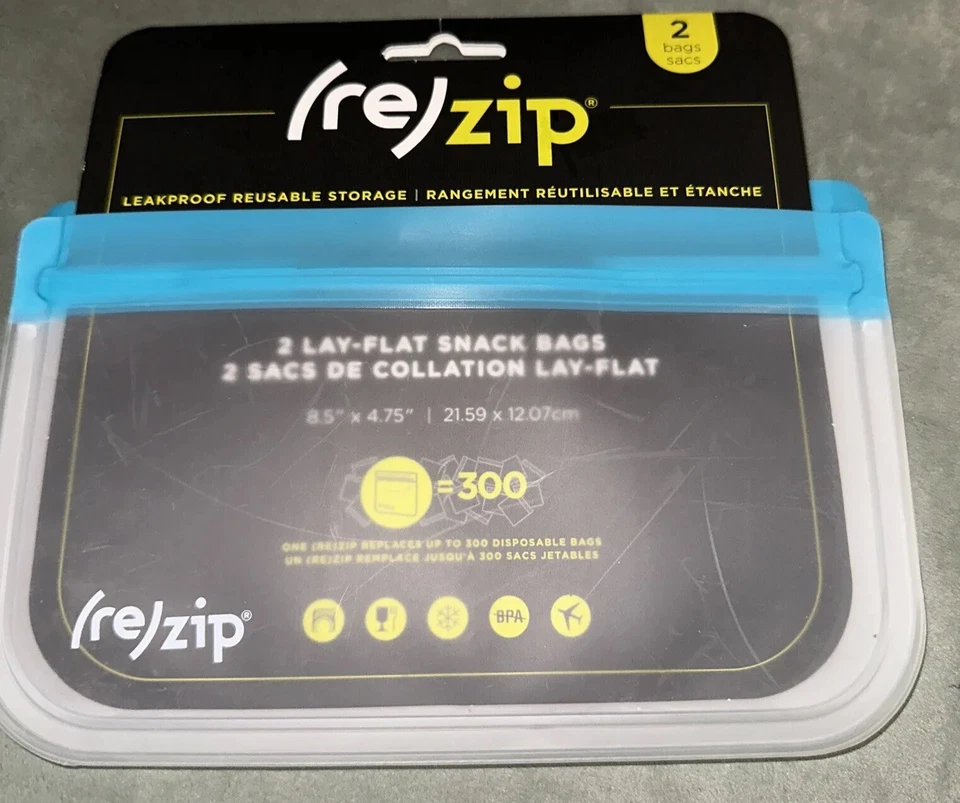 2
bags
sacs
(re)zip®
LEAKPROOF REUSABLE STORAGE | RANGEMENT RÉUTILISABLE ET ÉTANCHE
2 LAY-FLAT SNACK BAGS
2 SACS DE COLLATION LAY-FLAT
8.5" x 4.75" | 21.59 x 12.07cm
=300
ONE (RE)ZIP REPLACES UP TO 300 DISPOSABLE BAGS
UN (RE)ZIP REMPLACE JUSQU'À 300 SACS JETABLES
BPA
(re)zip®